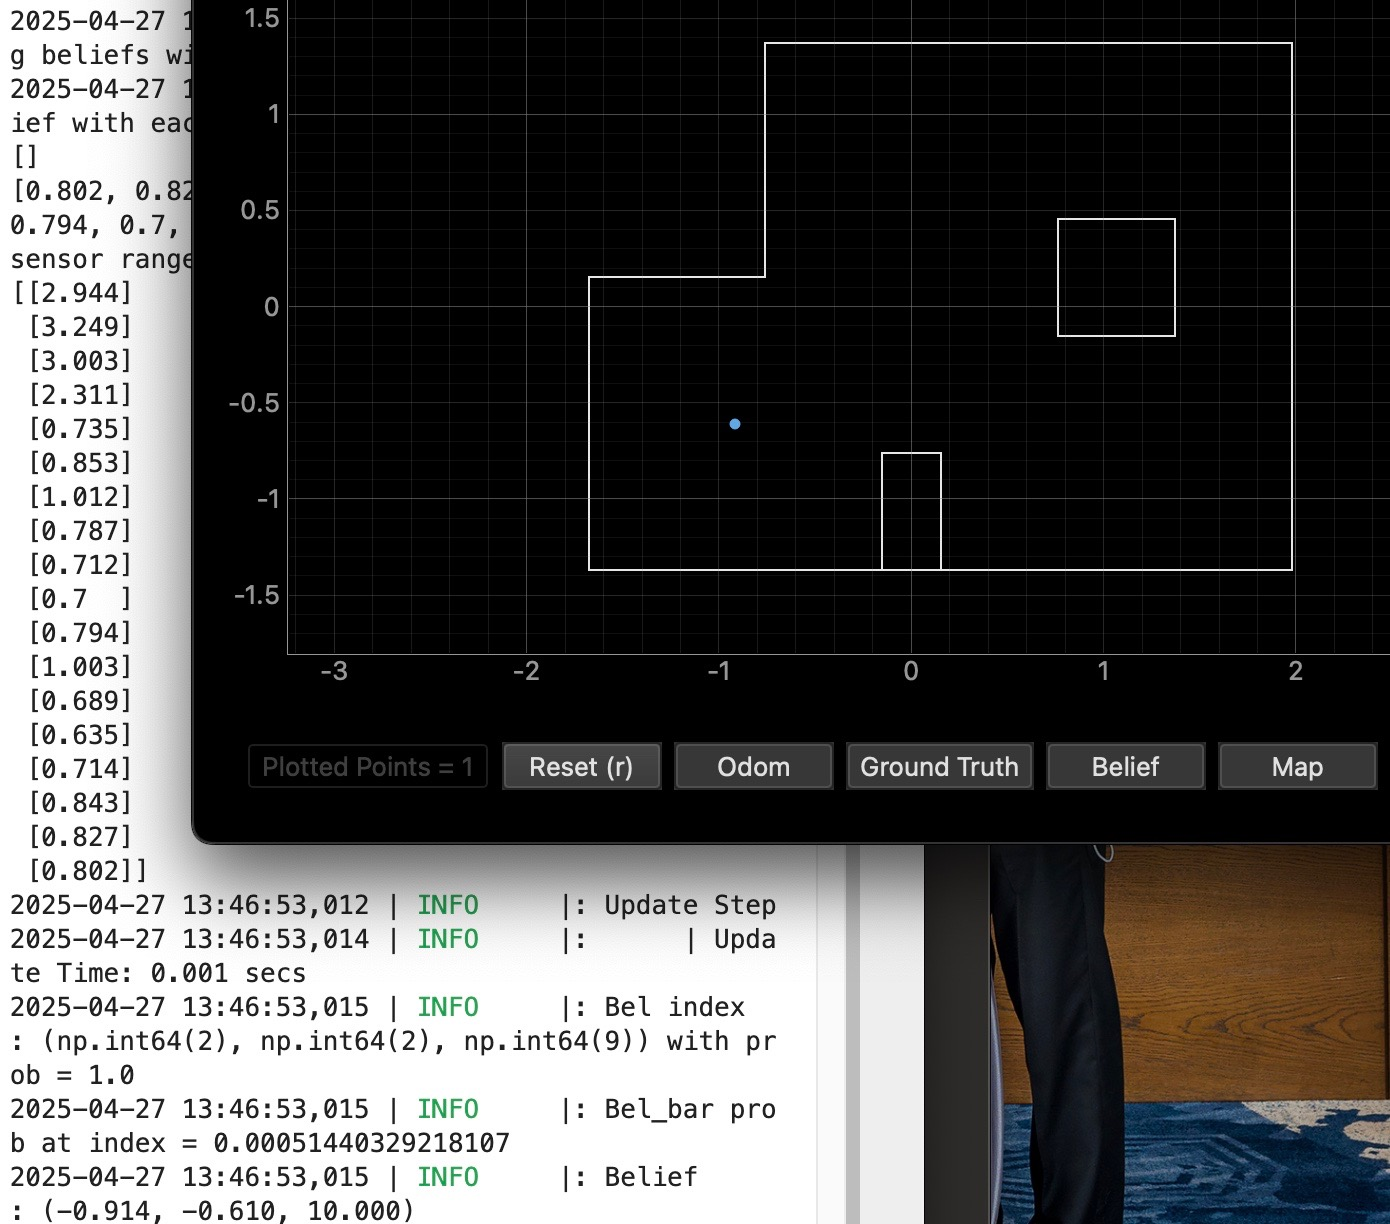 2025-04-27 1
g beliefs wi
2025-04-27 1
ief with eac
[]
[0.802, 0.82
0.794, 0.7,
sensor range
[[2.944]
[3.249]
[3.003]
[2.311]
[0.735]
[0.853]
[1.012]
[0.787]
[0.712]
[0.7  ]
[0.794]
[1.003]
[0.689]
[0.635]
[0.714]
[0.843]
[0.827]
[0.802]]
2025-04-27 13:46:53,012 | INFO     |: Update Step
2025-04-27 13:46:53,014 | INFO     |:      | Upda
te Time: 0.001 secs
2025-04-27 13:46:53,015 | INFO     |: Bel index
: (np.int64(2), np.int64(2), np.int64(9)) with pr
ob = 1.0
2025-04-27 13:46:53,015 | INFO     |: Bel_bar pro
b at index = 0.00051440329218107
2025-04-27 13:46:53,015 | INFO     |: Belief
: (-0.914, -0.610, 10.000)
1.5
1
0.5
0
-0.5
-1
-1.5
-3 -2 -1 0 1 2
Plotted Points = 1 Reset (r) Odom Ground Truth Belief Map